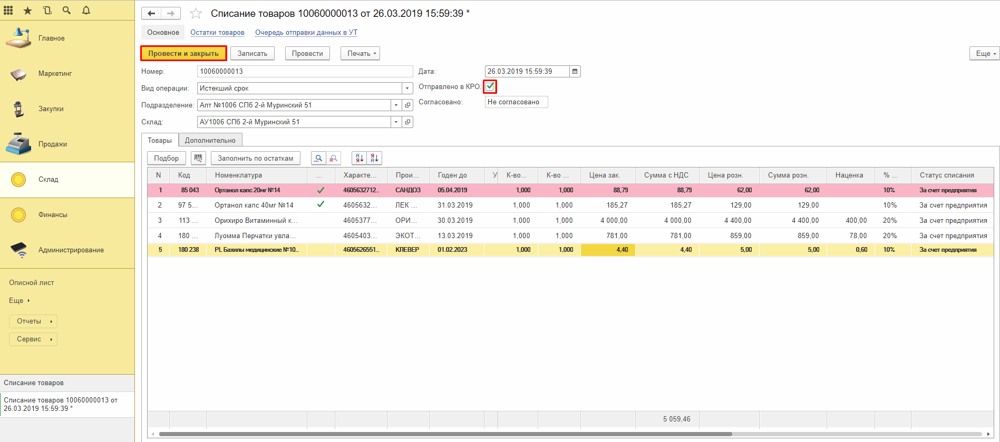 Списание товаров 10060000013 от 26.03.2019 15:59:39 *
Главное
Маркетинг
Закупки
Продажи
Склад
Финансы
Администрирование
Описной лист
Еще
Отчеты
Сервис
Списание товаров
Списание товаров 10060000013 от
26.03.2019 15:59:39 *
Основное Остатки товаров Очередь отправки данных в УТ
Провести и закрыть Записать Провести Печать Еще
Номер: 10060000013 Дата: 26.03.2019 15:59:39
Вид операции: Истекший срок Отправлено в КРО:
Подразделение: Апт №1006 СПб 2-й Муринский 51 Согласовано: Не согласовано
Склад: АУ1006 СПб 2-й Муринский 51
Товары Дополнительно
Подбор Заполнить по остаткам
N Код Номенклатура ... Характе... Прои... Годен до У К-во... К-во ... Цена зак. Сумма с НДС Цена розн. Сумма розн. Наценка % ... Статус списания
1 85 043 Ортанол капс 20мг №14 4605632712... САНДОЗ 05.04.2019 1,000 1,000 88,79 88,79 62,00 62,00 10% За счет предприятия
2 97 5... Ортанол капс 40мг №14 4605632... ЛЕК ... 31.03.2019 1,000 1,000 185,27 185,27 129,00 129,00 10% За счет предприятия
3 113 ... Орихиро Витаминный к... 4605377... ОРИ... 30.03.2019 1,000 1,000 4 000,00 4 000,00 4 400,00 4 400,00 400,00 20% За счет предприятия
4 180 ... Луомма Перчатки увла... 4605403... ЭКОТ... 13.03.2019 1,000 1,000 781,00 781,00 859,00 859,00 78,00 20% За счет предприятия
5 180 238 PL Бахилы медицинские №10... 4605626551... КЛЕВЕР 01.02.2023 1,000 1,000 4,40 4,40 5,00 5,00 0,60 10% За счет предприятия
5 059,46